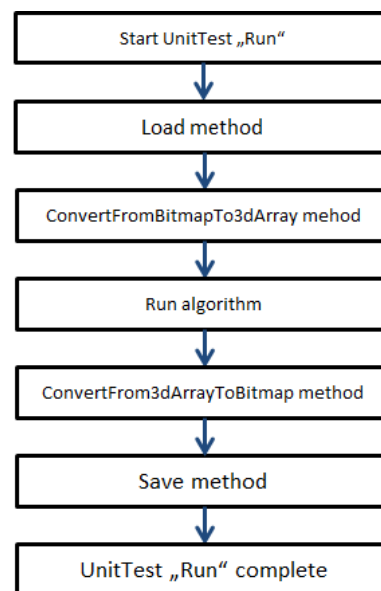 Start UnitTest „Run“
Load method
ConvertFromBitmapTo3dArray mehod
Run algorithm
ConvertFrom3dArrayToBitmap method
Save method
UnitTest „Run“ complete